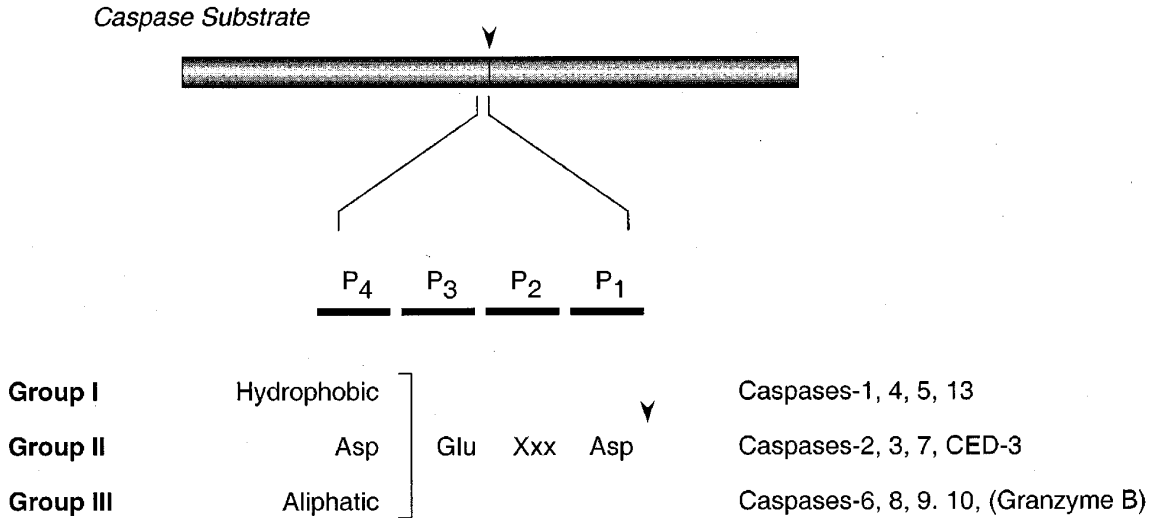 Caspase Substrate
P4 P3 P2 P1
Group I Hydrophobic Caspases-1, 4, 5, 13
Group II Asp Glu Xxx Asp Caspases-2, 3, 7, CED-3
Group III Aliphatic Caspases-6, 8, 9. 10, (Granzyme B)